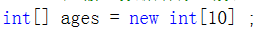 int[] ages = new int[10] ;